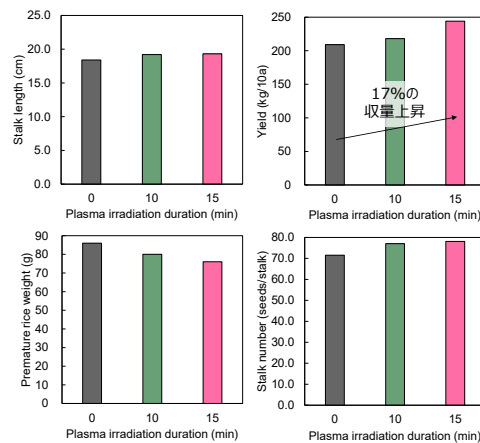 25.0
20.0
15.0
10.0
5.0
0.0
Stalk length (cm)
0 10 15
Plasma irradiation duration (min)
250
200
150
100
50
0
Yield (kg/10a)
17%の
収量上昇
0 10 15
Plasma irradiation duration (min)
90
80
70
60
50
40
30
20
10
0
Premature rice weight (g)
0 10 15
Plasma irradiation duration (min)
80.0
70.0
60.0
50.0
40.0
30.0
20.0
10.0
0.0
Stalk number (seeds/stalk)
0 10 15
Plasma irradiation duration (min)